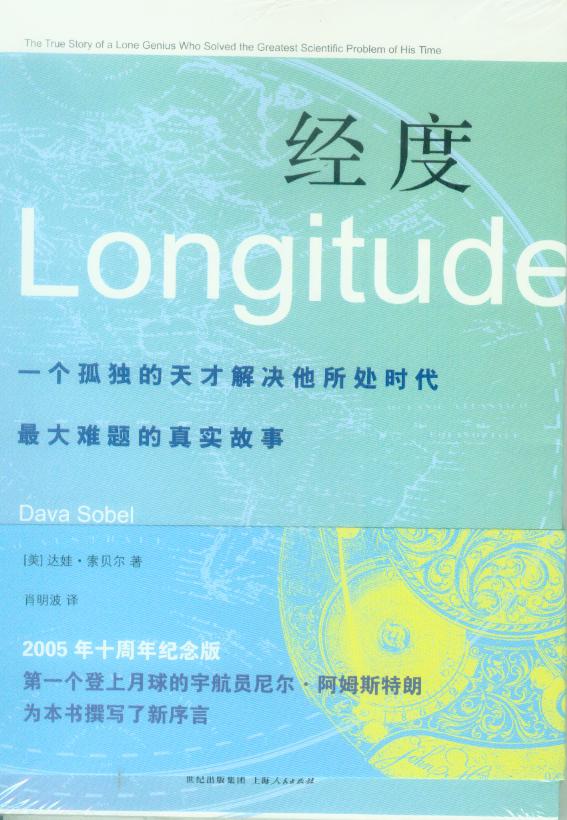 The True Story of a Lone Genius Who Solved the Greatest Scientific Problem of His Time
经度
Longitude
一个孤独的天才解决他所处时代
最大难题的真实故事
Dava Sobel
[美] 达娃·索贝尔 著
肖明波 译
2005 年十周年纪念版
第一个登上月球的宇航员尼尔·阿姆斯特朗
为本书撰写了新序言
世纪出版集团 上海人民出版社